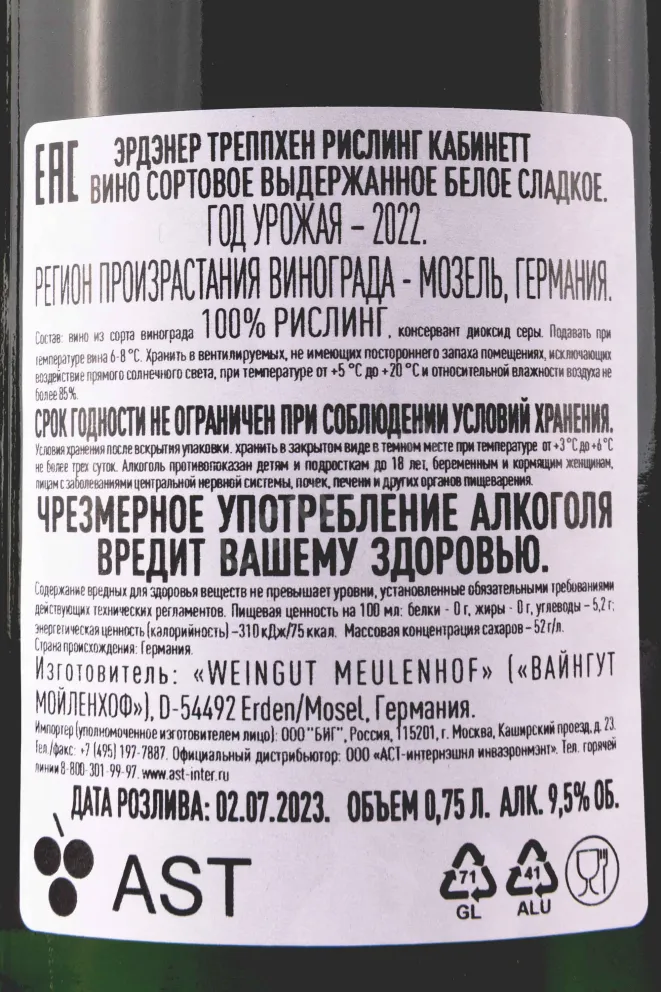 EAC
ЭРДЭНЕР ТРЕППХЕН РИСЛИНГ КАБИНЕТТ
ВИНО СОРТОВОЕ ВЫДЕРЖАННОЕ БЕЛОЕ СЛАДКОЕ.
ГОД УРОЖАЯ – 2022.
РЕГИОН ПРОИЗРАСТАНИЯ ВИНОГРАДА - МОЗЕЛЬ, ГЕРМАНИЯ.
Состав: вино из сорта винограда 100% РИСЛИНГ, консервант диоксид серы. Подавать при
температуре вина 6-8 °С. Хранить в вентилируемых, не имеющих постороннего запаха помещениях, исключающих
воздействие прямого солнечного света, при температуре от +5 °С до +20 °С и относительной влажности воздуха не
более 85%.
СРОК ГОДНОСТИ НЕ ОГРАНИЧЕН ПРИ СОБЛЮДЕНИИ УСЛОВИЙ ХРАНЕНИЯ.
Условия хранения после вскрытия упаковки: хранить в закрытом виде в темном месте при температуре от +3 °С до +6 °С
не более трех суток. Алкоголь противопоказан детям и подросткам до 18 лет, беременным и кормящим женщинам,
лицам с заболеваниями центральной нервной системы, почек, печени и других органов пищеварения.
ЧРЕЗМЕРНОЕ УПОТРЕБЛЕНИЕ АЛКОГОЛЯ
ВРЕДИТ ВАШЕМУ ЗДОРОВЬЮ.
Содержание вредных для здоровья веществ не превышает уровни, установленные обязательными требованиями
действующих технических регламентов. Пищевая ценность на 100 мл: белки - 0 г, жиры - 0 г, углеводы – 5,2 г;
энергетическая ценность (калорийность) –310 кДж/75 ккал. Массовая концентрация сахаров – 52 г/л.
Страна происхождения: Германия.
Изготовитель: «WEINGUT MEULENHOF» («ВАЙНГУТ
МОЙЛЕНХОФ»), D-54492 Erden/Mosel, Германия.
Импортер (уполномоченное изготовителем лицо): ООО "БИГ", Россия, 115201, г. Москва, Каширский проезд, д. 23.
Тел./факс: +7 (495) 197-7887. Официальный дистрибьютор: ООО «АСТ-интернэшнл инваэронмэнт». Тел. горячей
линии 8-800-301-99-97. www.ast-inter.ru
ДАТА РОЗЛИВА: 02.07.2023. ОБЪЕМ 0,75 Л. АЛК. 9,5% ОБ.
AST
71
GL
41
ALU